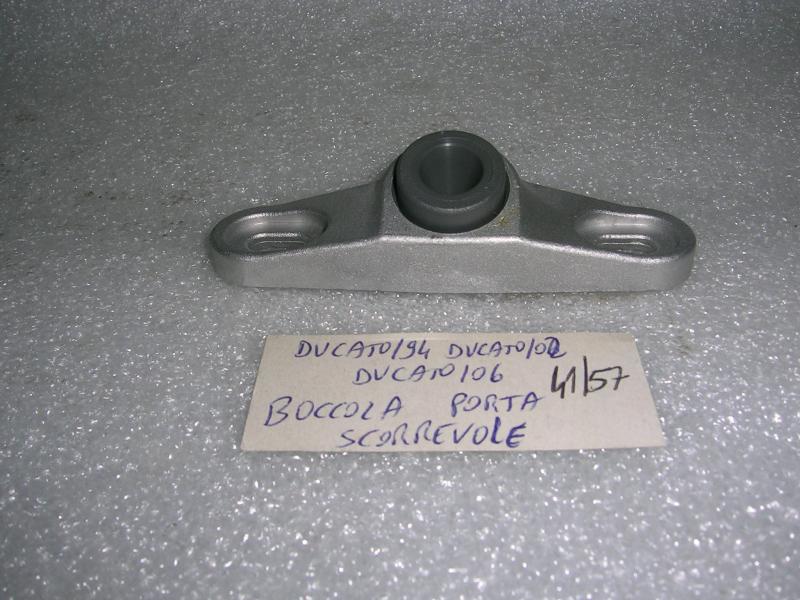 DUCATO/94 DUCATO/02
DUCATO/06
41/57
BOCCOLA PORTA
SCORREVOLE